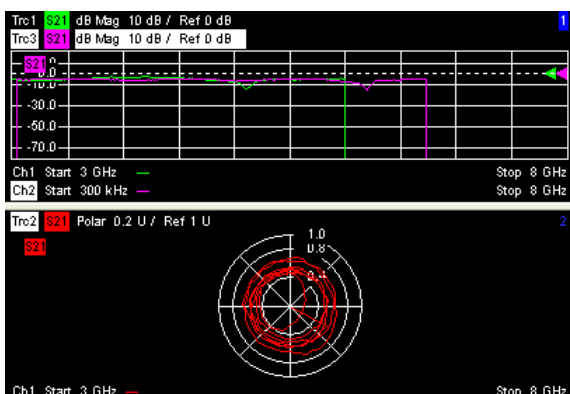 Trc1 S21 dB Mag 10 dB / Ref 0 dB 1
Trc3 S21 dB Mag 10 dB / Ref 0 dB
S21
-10.0
-30.0
-50.0
-70.0
Ch1 Start 3 GHz — Stop 8 GHz
Ch2 Start 300 kHz — Stop 8 GHz
Trc2 S21 Polar 0.2 U / Ref 1 U 2
S21
1.0
0.8
0.4
Ch1 Start 3 GHz — Stop 8 GHz